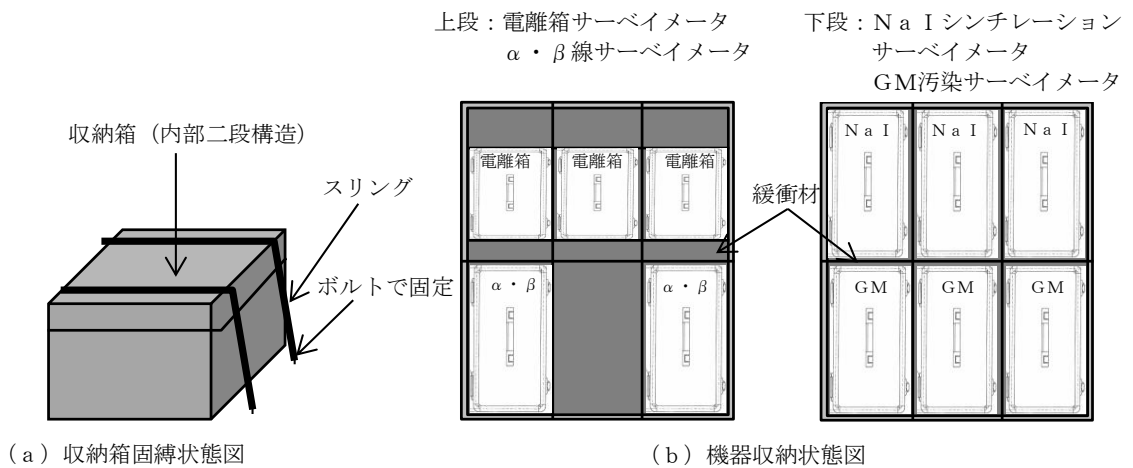 上段：電離箱サーベイメータ
α・β線サーベイメータ
下段：ＮａＩシンチレーション
サーベイメータ
ＧＭ汚染サーベイメータ
収納箱（内部二段構造）
スリング
ボルトで固定
電離箱 電離箱 電離箱
α・β α・β
緩衝材
ＮａＩ ＮａＩ ＮａＩ
ＧＭ ＧＭ ＧＭ
（ａ）収納箱固縛状態図
（ｂ）機器収納状態図